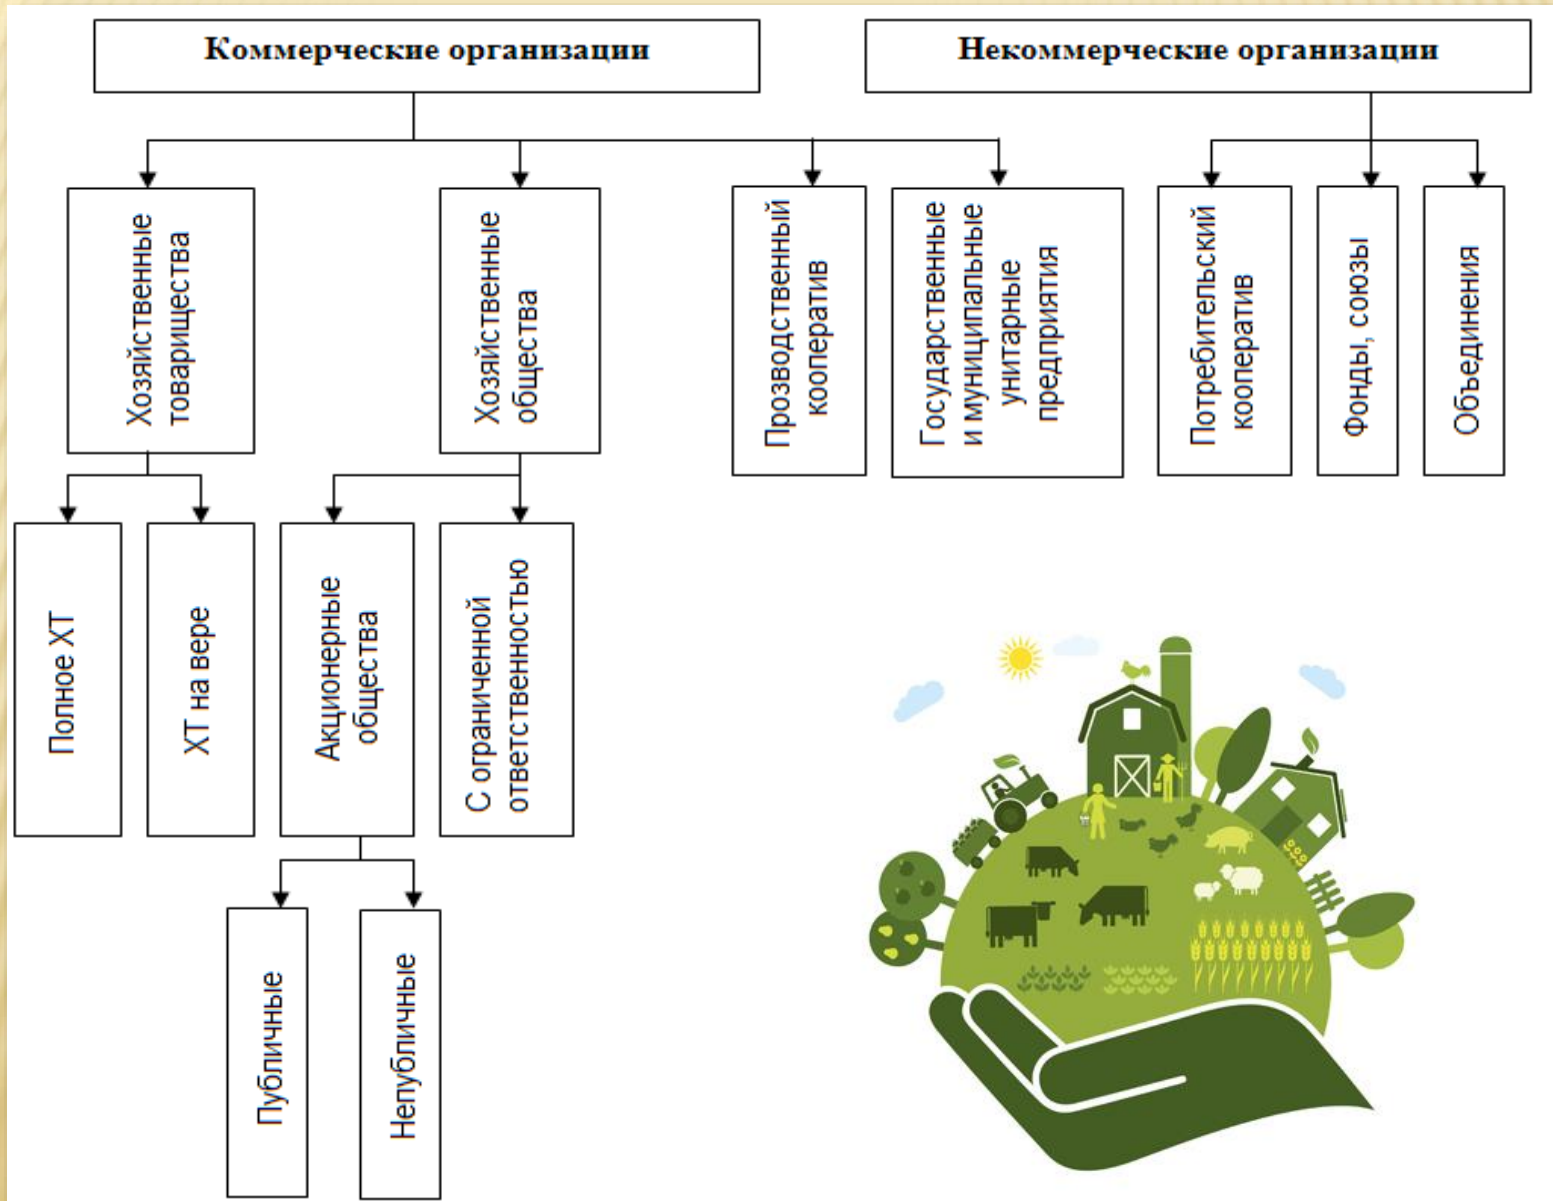 Коммерческие организации
Некоммерческие организации
Хозяйственные
товарищества
Хозяйственные
общества
Прозводственный
кооператив
Государственные
и муниципальные
унитарные
предприятия
Потребительский
кооператив
Фонды, союзы
Объединения
Полное ХТ
ХТ на вере
Акционерные
общества
С ограниченной
ответственностью
Публичные
Непубличные